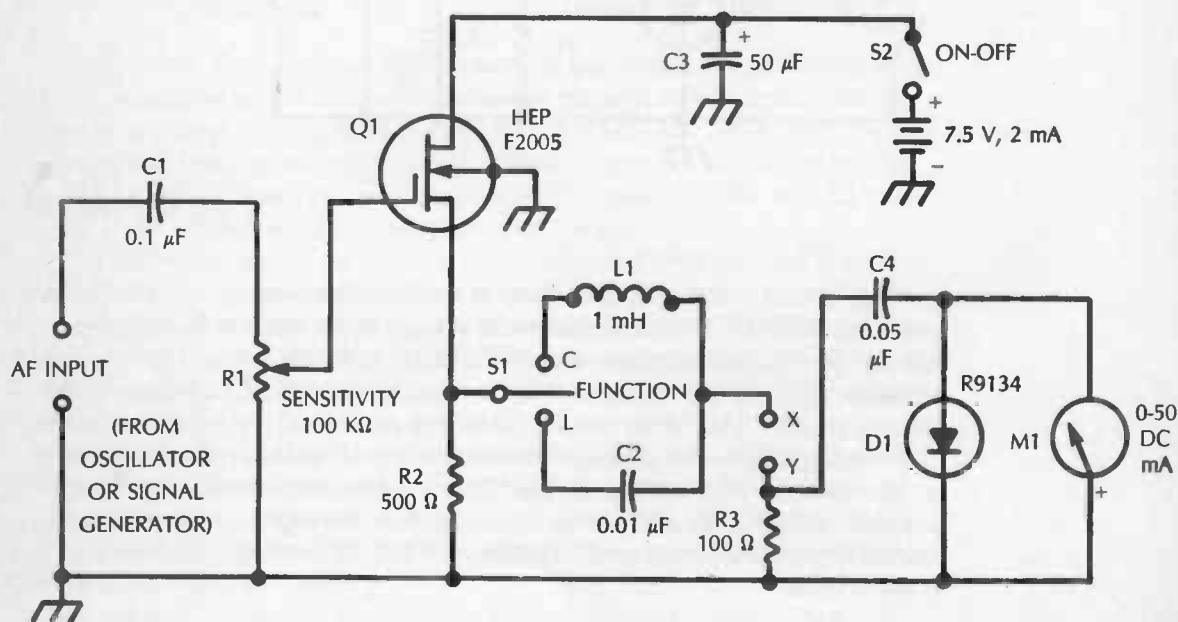 C3
+
50 μF
S2
ON-OFF
+
7.5 V, 2 mA
−
Q1
HEP
F2005
C1
0.1 μF
AF INPUT
(FROM
OSCILLATOR
OR SIGNAL
GENERATOR)
R1
SENSITIVITY
100 KΩ
L1
1 mH
C
S1
FUNCTION
L
C2
0.01 μF
R2
500 Ω
X
Y
R3
100 Ω
C4
0.05
μF
R9134
D1
M1
0-50
DC
mA
+